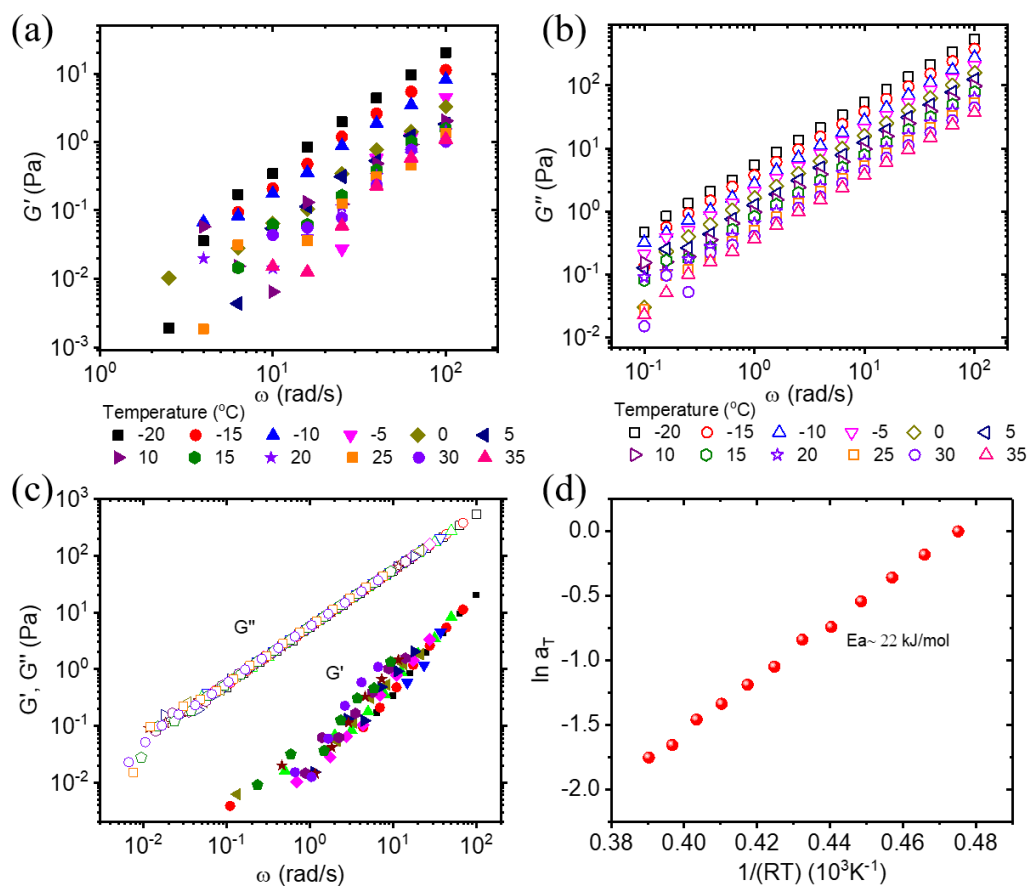 (a)
G' (Pa)
10¹
10⁰
10⁻¹
10⁻²
10⁻³
10⁰ 10¹ 10²
ω (rad/s)
Temperature (°C)
-20 -15 -10 -5 0 5
10 15 20 25 30 35
(b)
G'' (Pa)
10²
10¹
10⁰
10⁻¹
10⁻²
10⁻¹ 10⁰ 10¹ 10²
ω (rad/s)
Temperature (°C)
-20 -15 -10 -5 0 5
10 15 20 25 30 35
(c)
G', G'' (Pa)
10³
10²
10¹
10⁰
10⁻¹
10⁻²
G''
G'
10⁻² 10⁻¹ 10⁰ 10¹ 10²
ω (rad/s)
(d)
ln a_T
0.0
-0.5
-1.0
-1.5
-2.0
Ea~ 22 kJ/mol
0.38 0.40 0.42 0.44 0.46 0.48
1/(RT) (10³K⁻¹)